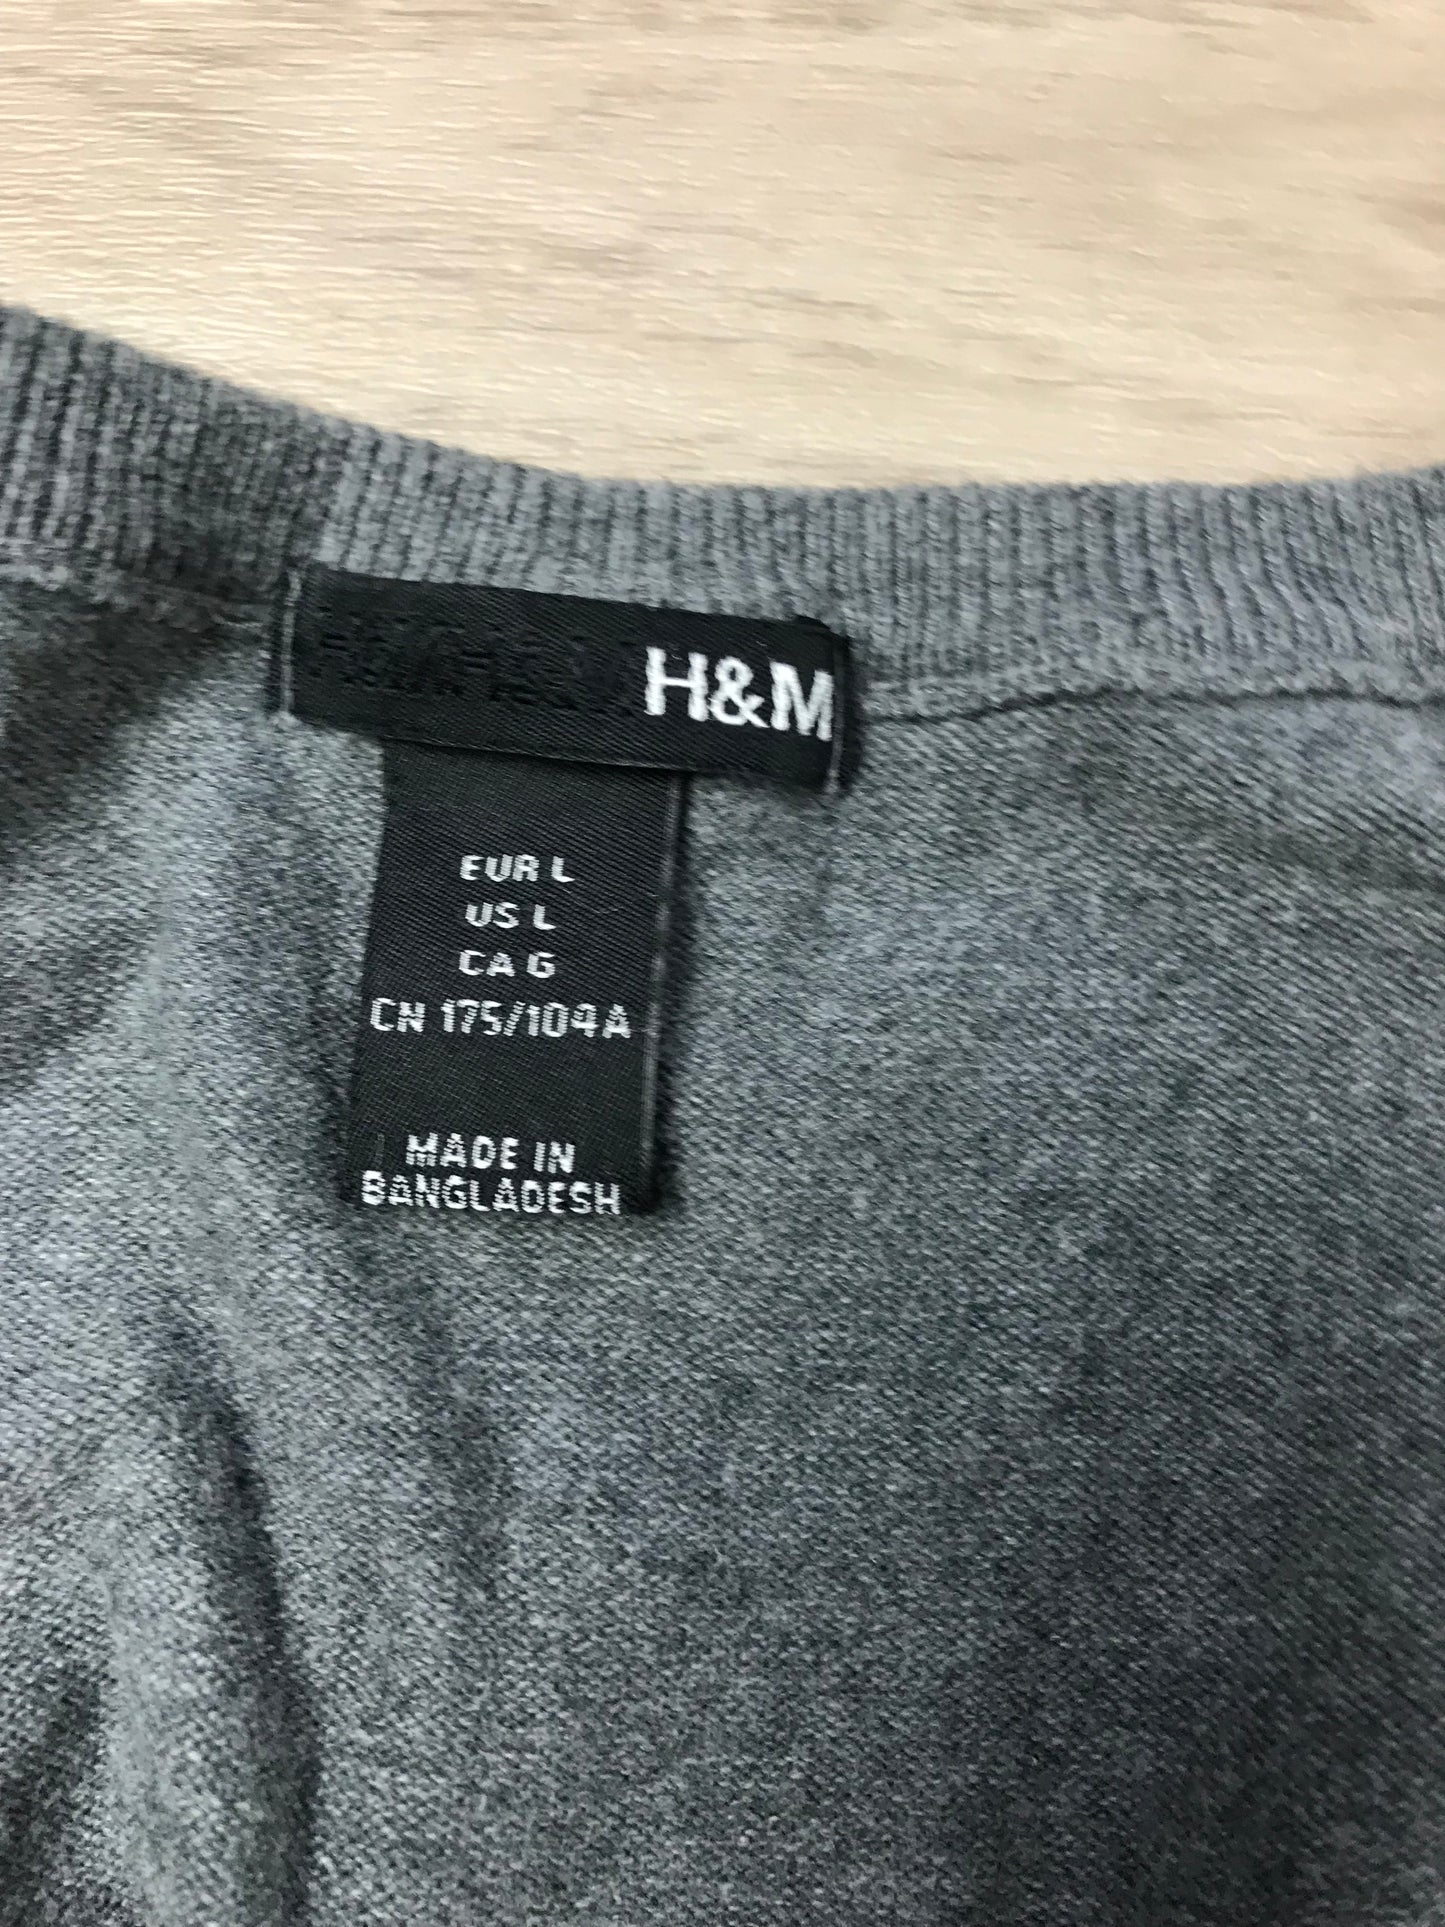 H&M
EUR L
US L
CA G
CN 175/104A
MADE IN
BANGLADESH